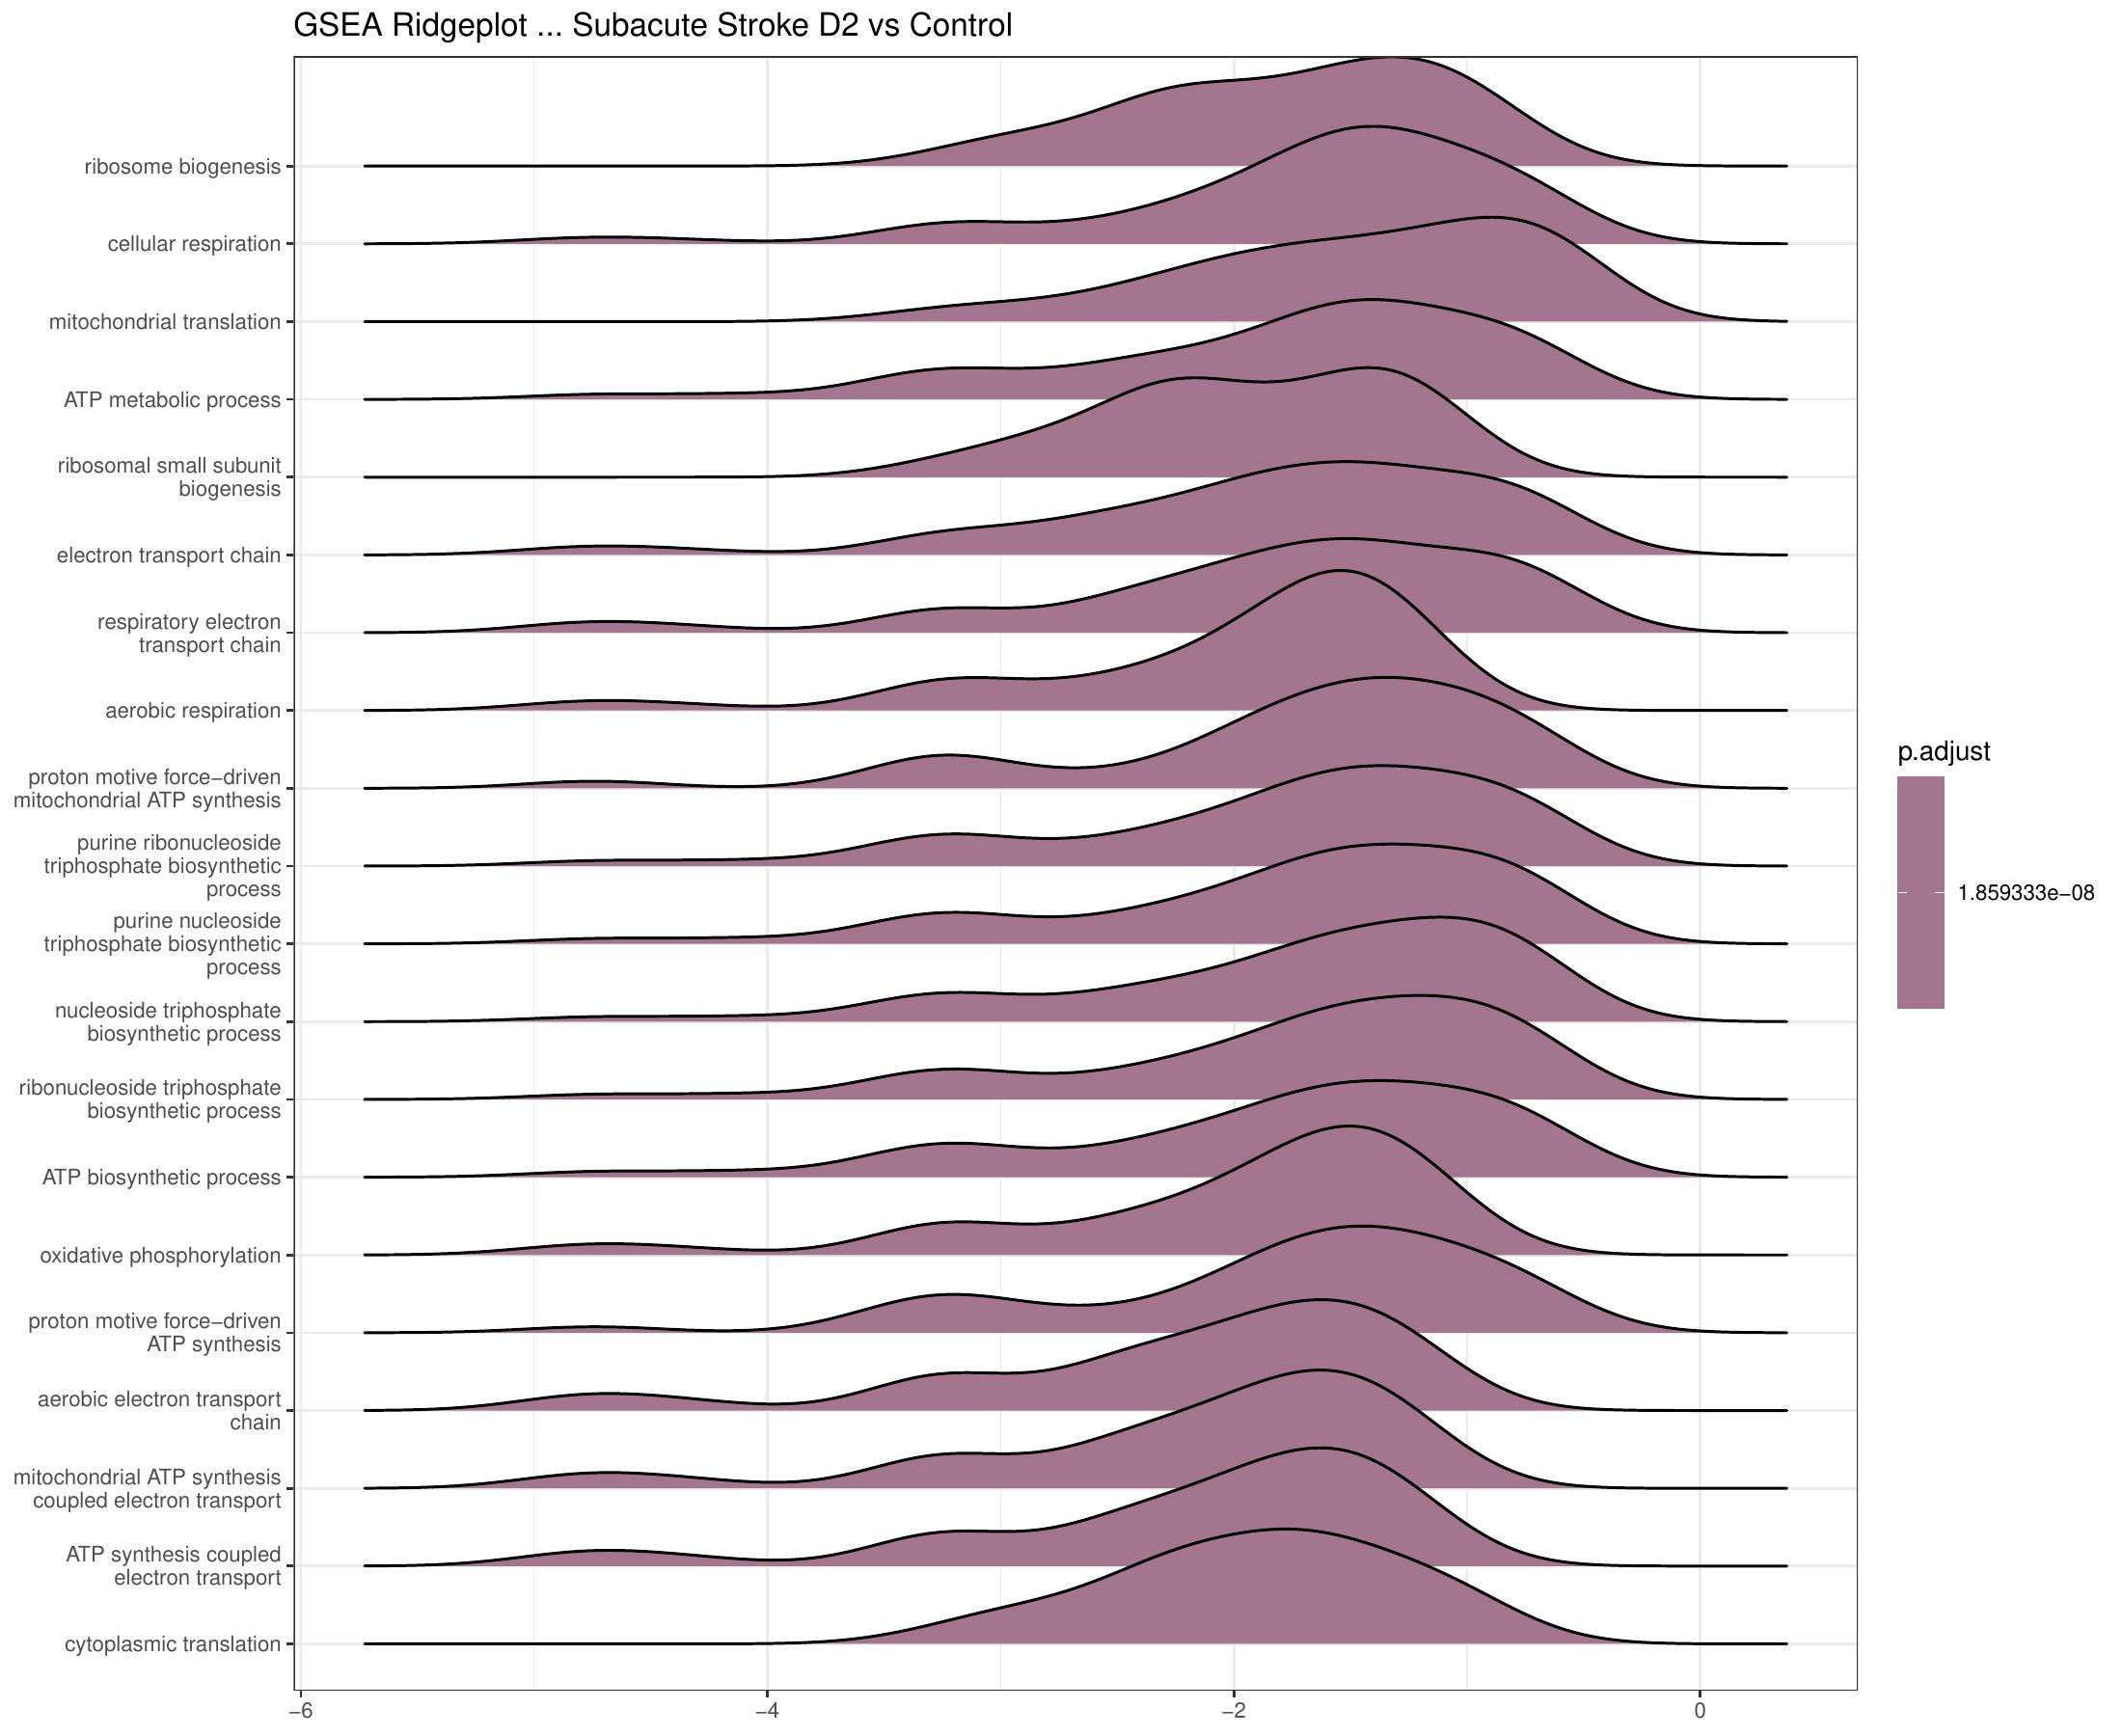 GSEA Ridgeplot ... Subacute Stroke D2 vs Control
ribosome biogenesis
cellular respiration
mitochondrial translation
ATP metabolic process
ribosomal small subunit
biogenesis
electron transport chain
respiratory electron
transport chain
aerobic respiration
proton motive force−driven
mitochondrial ATP synthesis
purine ribonucleoside
triphosphate biosynthetic
process
purine nucleoside
triphosphate biosynthetic
process
nucleoside triphosphate
biosynthetic process
ribonucleoside triphosphate
biosynthetic process
ATP biosynthetic process
oxidative phosphorylation
proton motive force−driven
ATP synthesis
aerobic electron transport
chain
mitochondrial ATP synthesis
coupled electron transport
ATP synthesis coupled
electron transport
cytoplasmic translation
−6 −4 −2 0
p.adjust
1.859333e−08